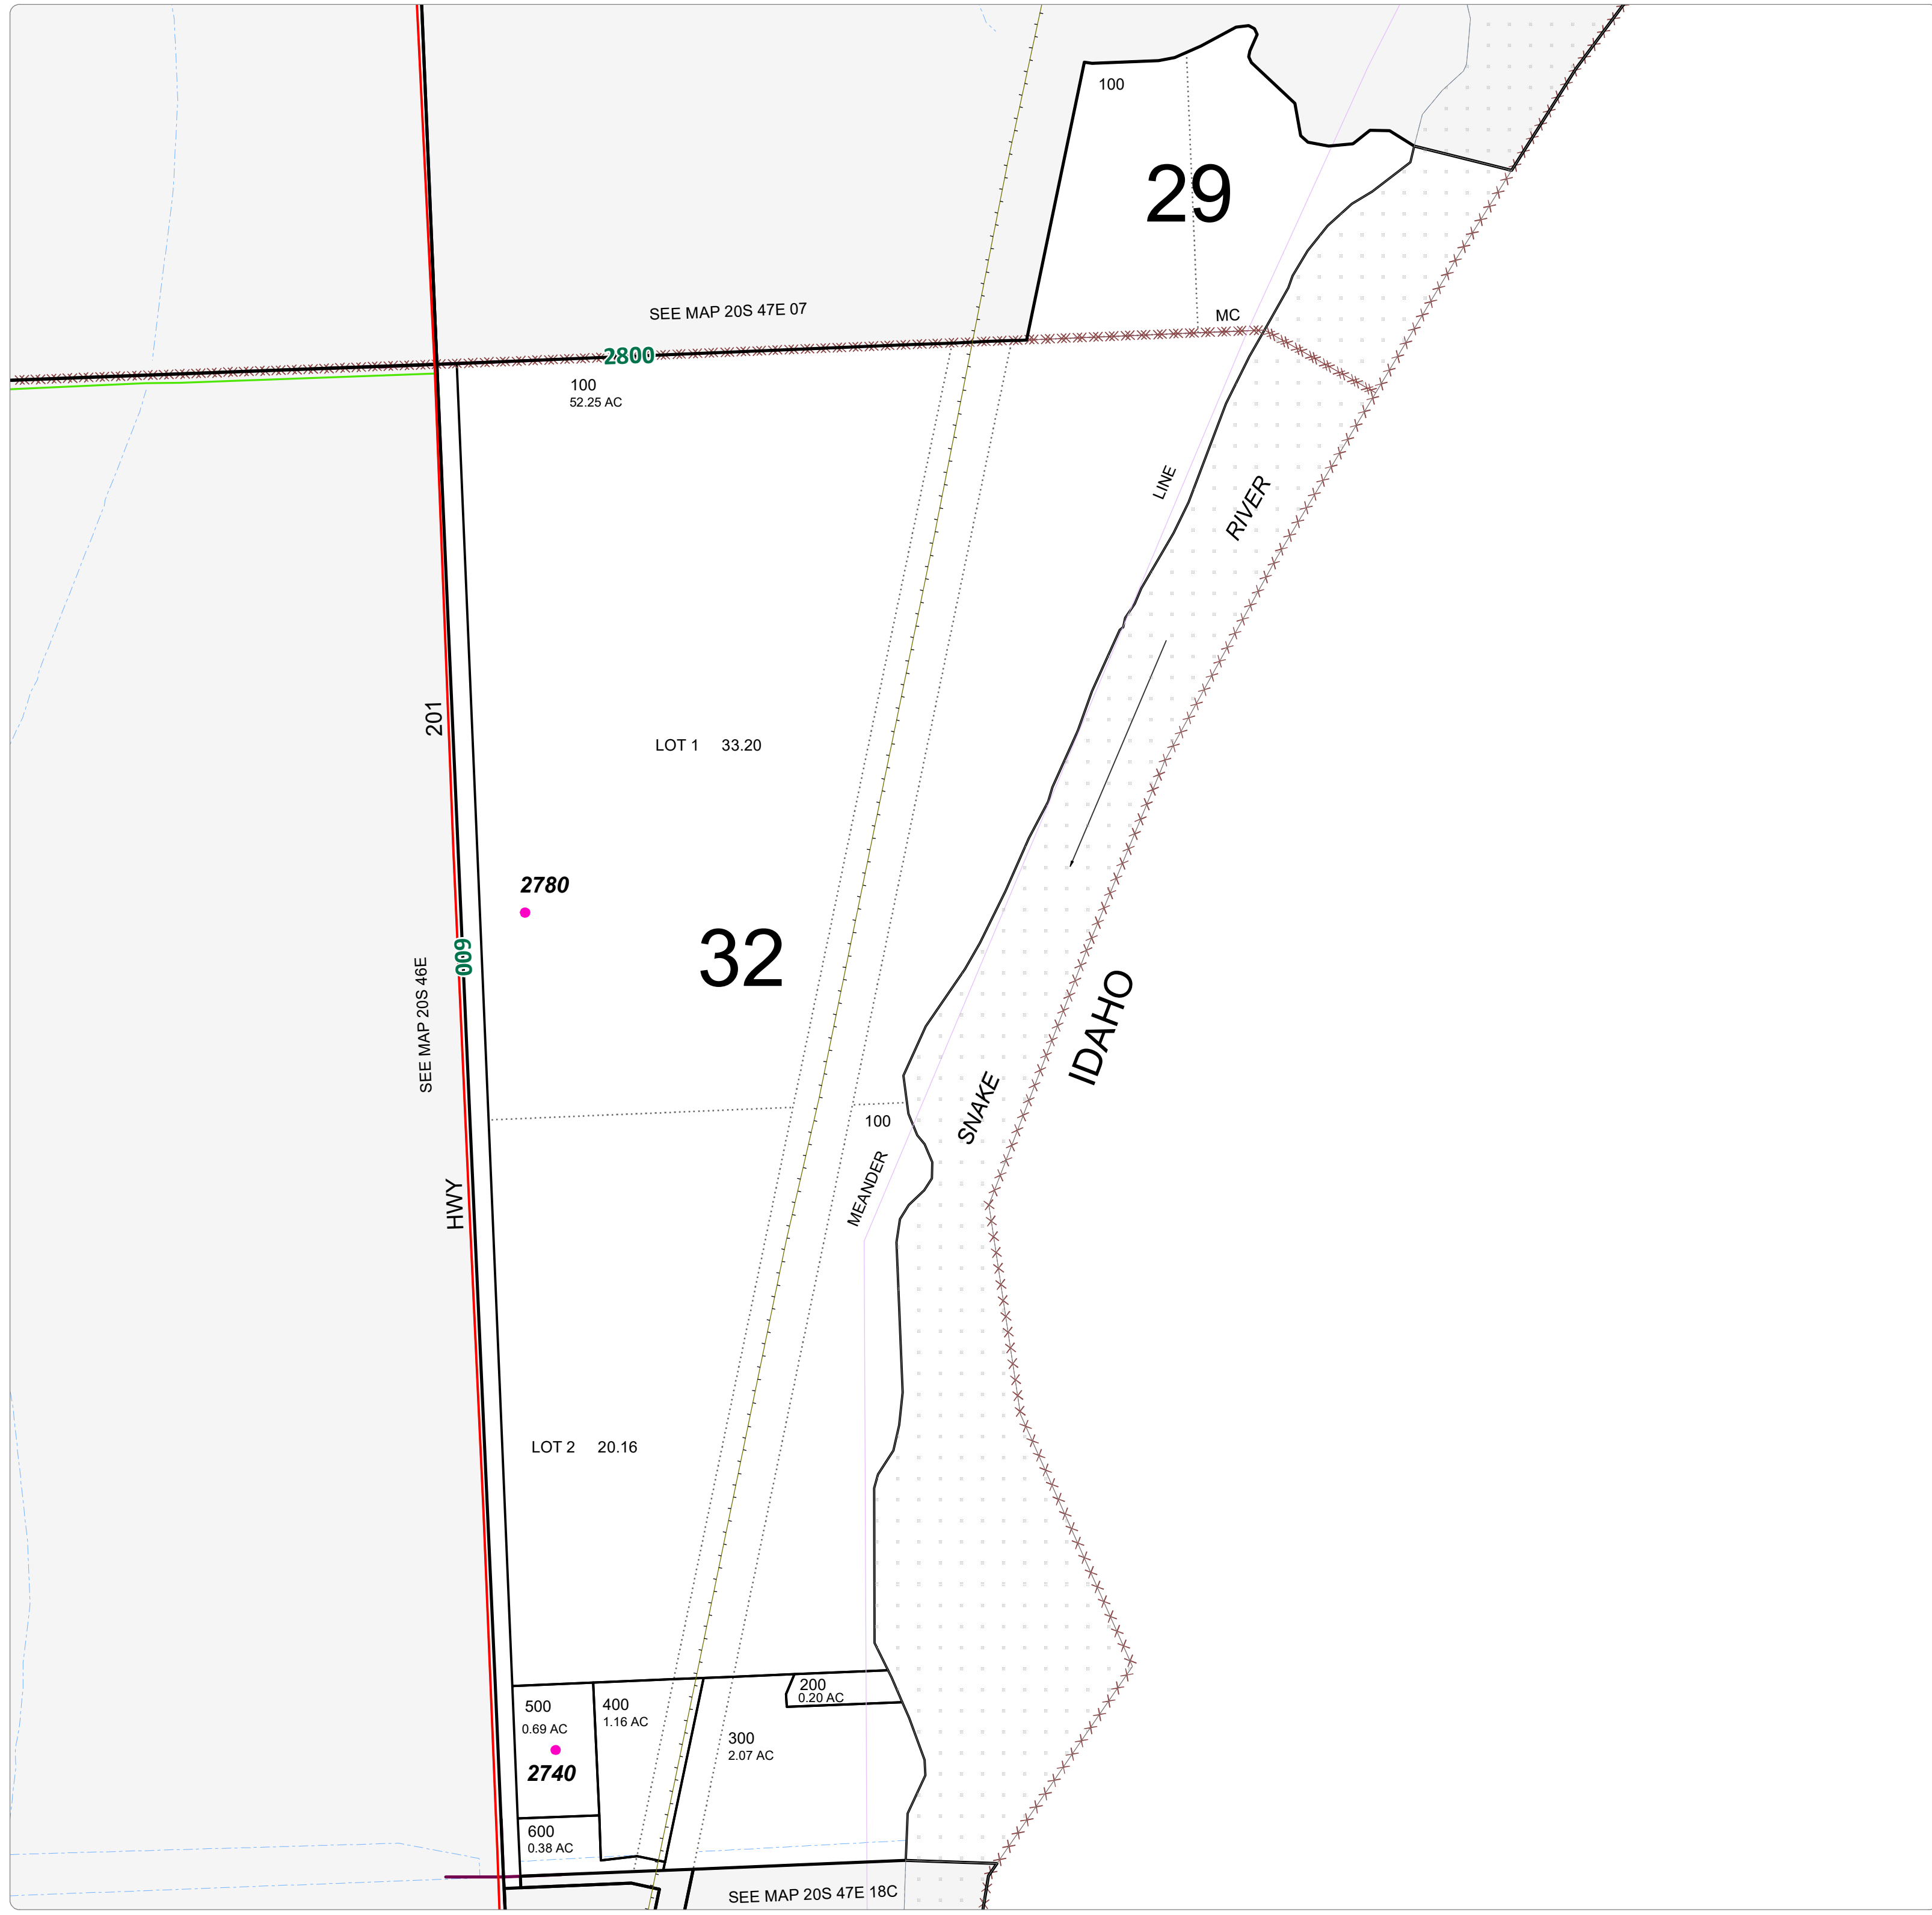 100
29
SEE MAP 20S 47E 07
MC
2800
100
52.25 AC
LINE
RIVER
201
LOT 1 33.20
2780
32
600
SEE MAP 20S 46E
IDAHO
SNAKE
100
MEANDER
HWY
LOT 2 20.16
500
0.69 AC
400
1.16 AC
200
0.20 AC
300
2.07 AC
2740
600
0.38 AC
SEE MAP 20S 47E 18C